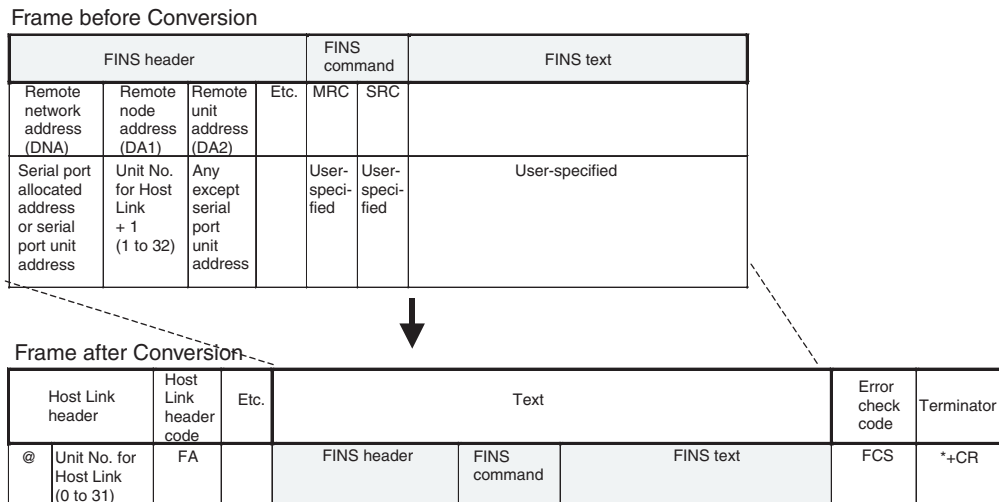 Frame before Conversion
FINS header
FINS
command
FINS text
Remote
network
address
(DNA)
Remote
node
address
(DA1)
Remote
unit
address
(DA2)
Etc.
MRC
SRC
Serial port
allocated
address
or serial
port unit
address
Unit No.
for Host
Link
+ 1
(1 to 32)
Any
except
serial
port
unit
address
User-
speci-
fied
User-
speci-
fied
User-specified
Frame after Conversion
Host Link
header
Host
Link
header
code
Etc.
Text
Error
check
code
Terminator
@
Unit No. for
Host Link
(0 to 31)
FA
FINS header
FINS
command
FINS text
FCS
*+CR